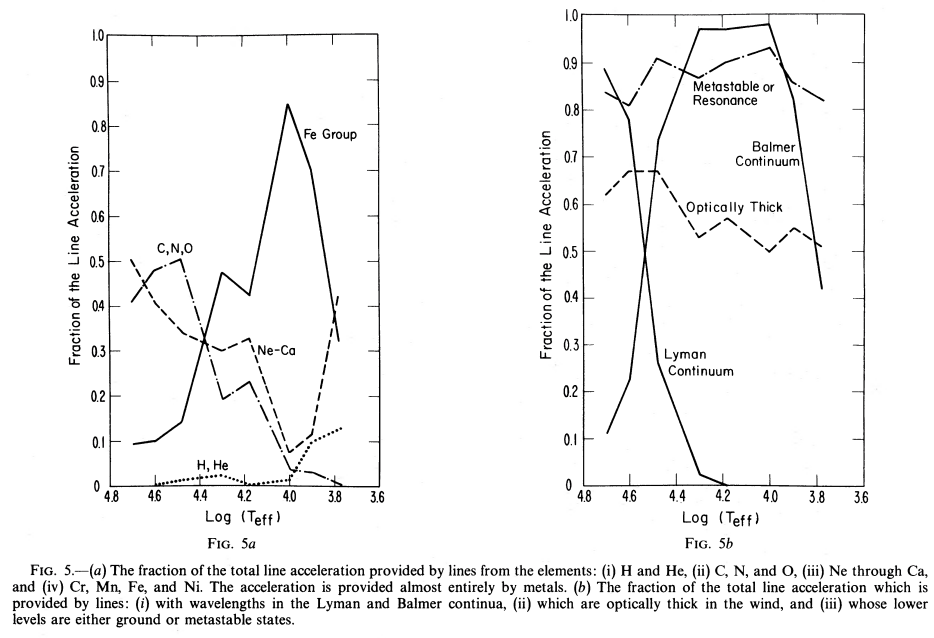 1.0
0.9
0.8
0.7
0.6
0.5
0.4
0.3
0.2
0.1
0
Fraction of the Line Acceleration
Fe Group
C,N,O
Ne-Ca
H, He
4.8 4.6 4.4 4.2 4.0 3.8 3.6
Log (Teff)
FIG. 5a
1.0
0.9
0.8
0.7
0.6
0.5
0.4
0.3
0.2
0.1
0
Fraction of the Line Acceleration
Metastable or
Resonance
Balmer
Continuum
Optically Thick
Lyman
Continuum
4.8 4.6 4.4 4.2 4.0 3.8 3.6
Log (Teff)
FIG. 5b
FIG. 5.—(a) The fraction of the total line acceleration provided by lines from the elements: (i) H and He, (ii) C, N, and O, (iii) Ne through Ca,
and (iv) Cr, Mn, Fe, and Ni. The acceleration is provided almost entirely by metals. (b) The fraction of the total line acceleration which is
provided by lines: (i) with wavelengths in the Lyman and Balmer continua, (ii) which are optically thick in the wind, and (iii) whose lower
levels are either ground or metastable states.